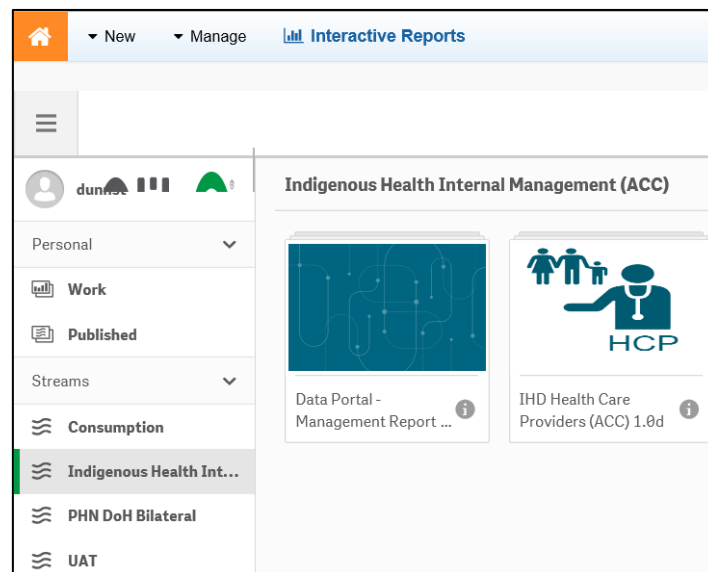 New Manage Interactive Reports
Indigenous Health Internal Management (ACC)
Personal
Work
Published
Streams
Consumption
Indigenous Health Int...
PHN DoH Bilateral
UAT
HCP
Data Portal -
Management Report ...
IHD Health Care
Providers (ACC) 1.0d